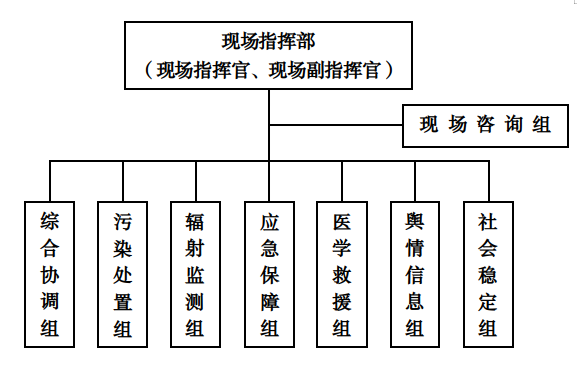 现场指挥部
（现场指挥官、现场副指挥官）
现场咨询组
综合协调组
污染处置组
辐射监测组
应急保障组
医学救援组
舆情信息组
社会稳定组